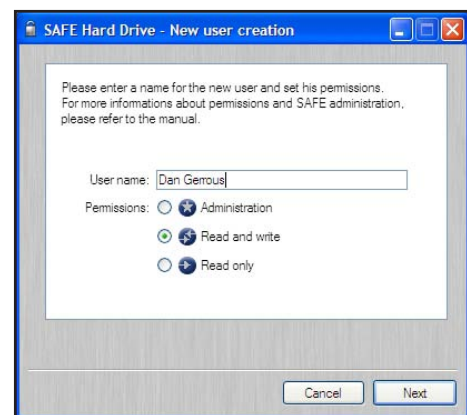 SAFE Hard Drive - New user creation
Please enter a name for the new user and set his permissions.
For more informations about permissions and SAFE administration,
please refer to the manual.
User name: Dan Gerrous
Permissions: Administration
Read and write
Read only
Cancel Next